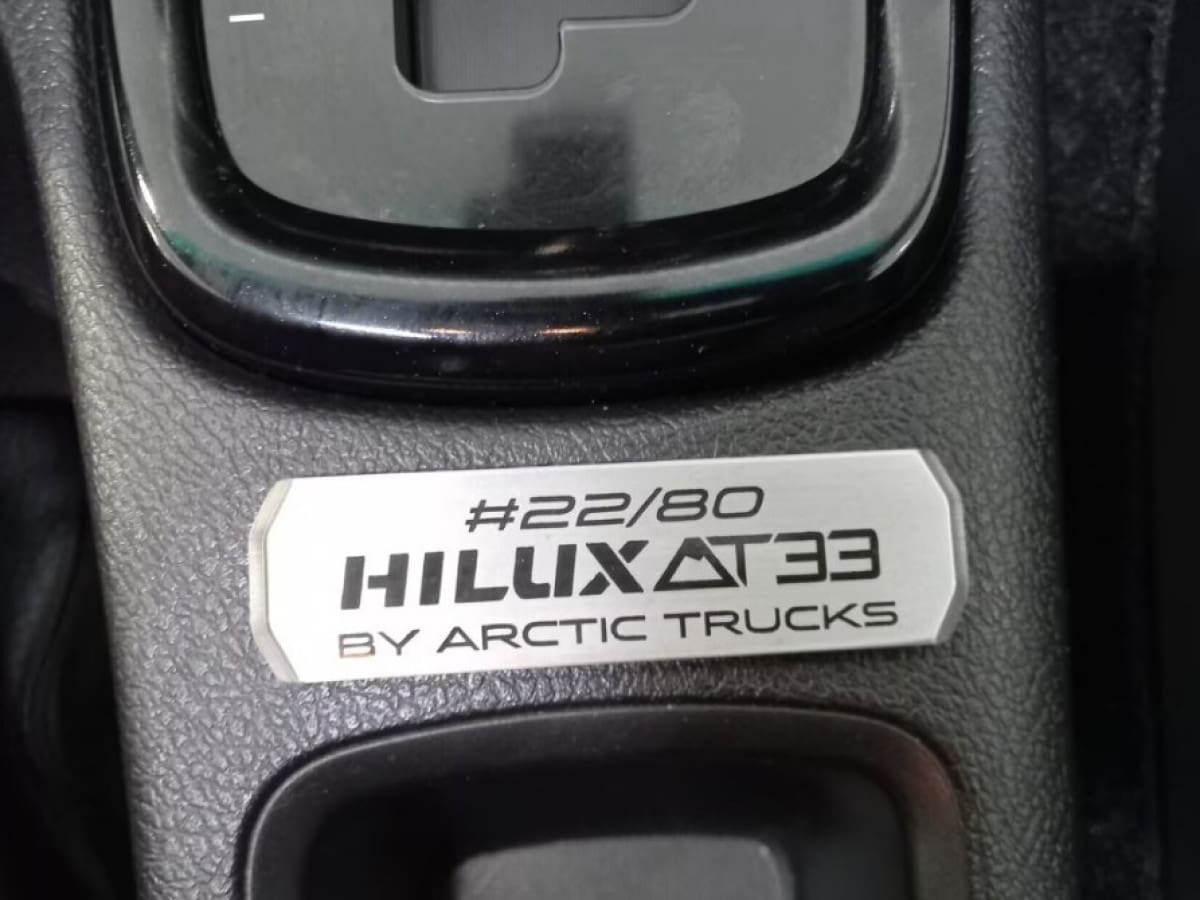 #22/80
HILUX AT33
BY ARCTIC TRUCKS